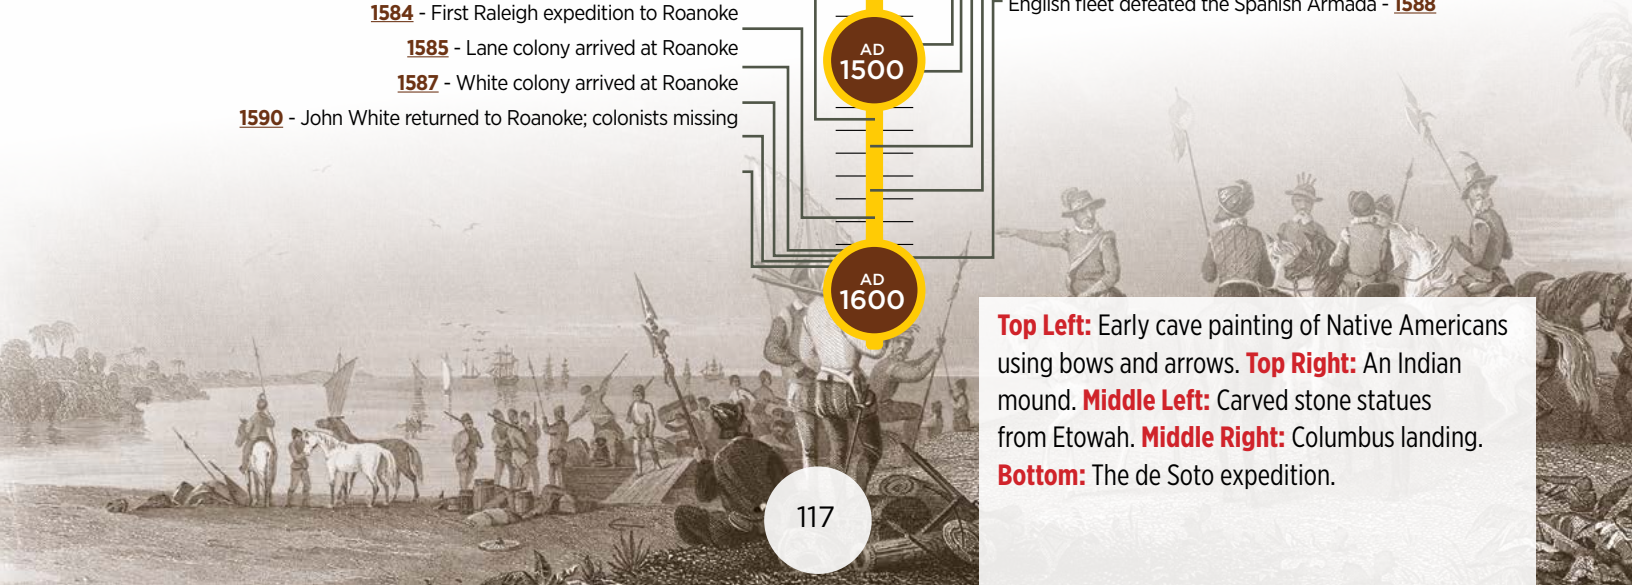 1584 - First Raleigh expedition to Roanoke
English fleet defeated the Spanish Armada - 1588
1585 - Lane colony arrived at Roanoke
AD
1500
1587 - White colony arrived at Roanoke
1590 - John White returned to Roanoke; colonists missing
AD
1600
Top Left: Early cave painting of Native Americans
using bows and arrows. Top Right: An Indian
mound. Middle Left: Carved stone statues
from Etowah. Middle Right: Columbus landing.
Bottom: The de Soto expedition.
117